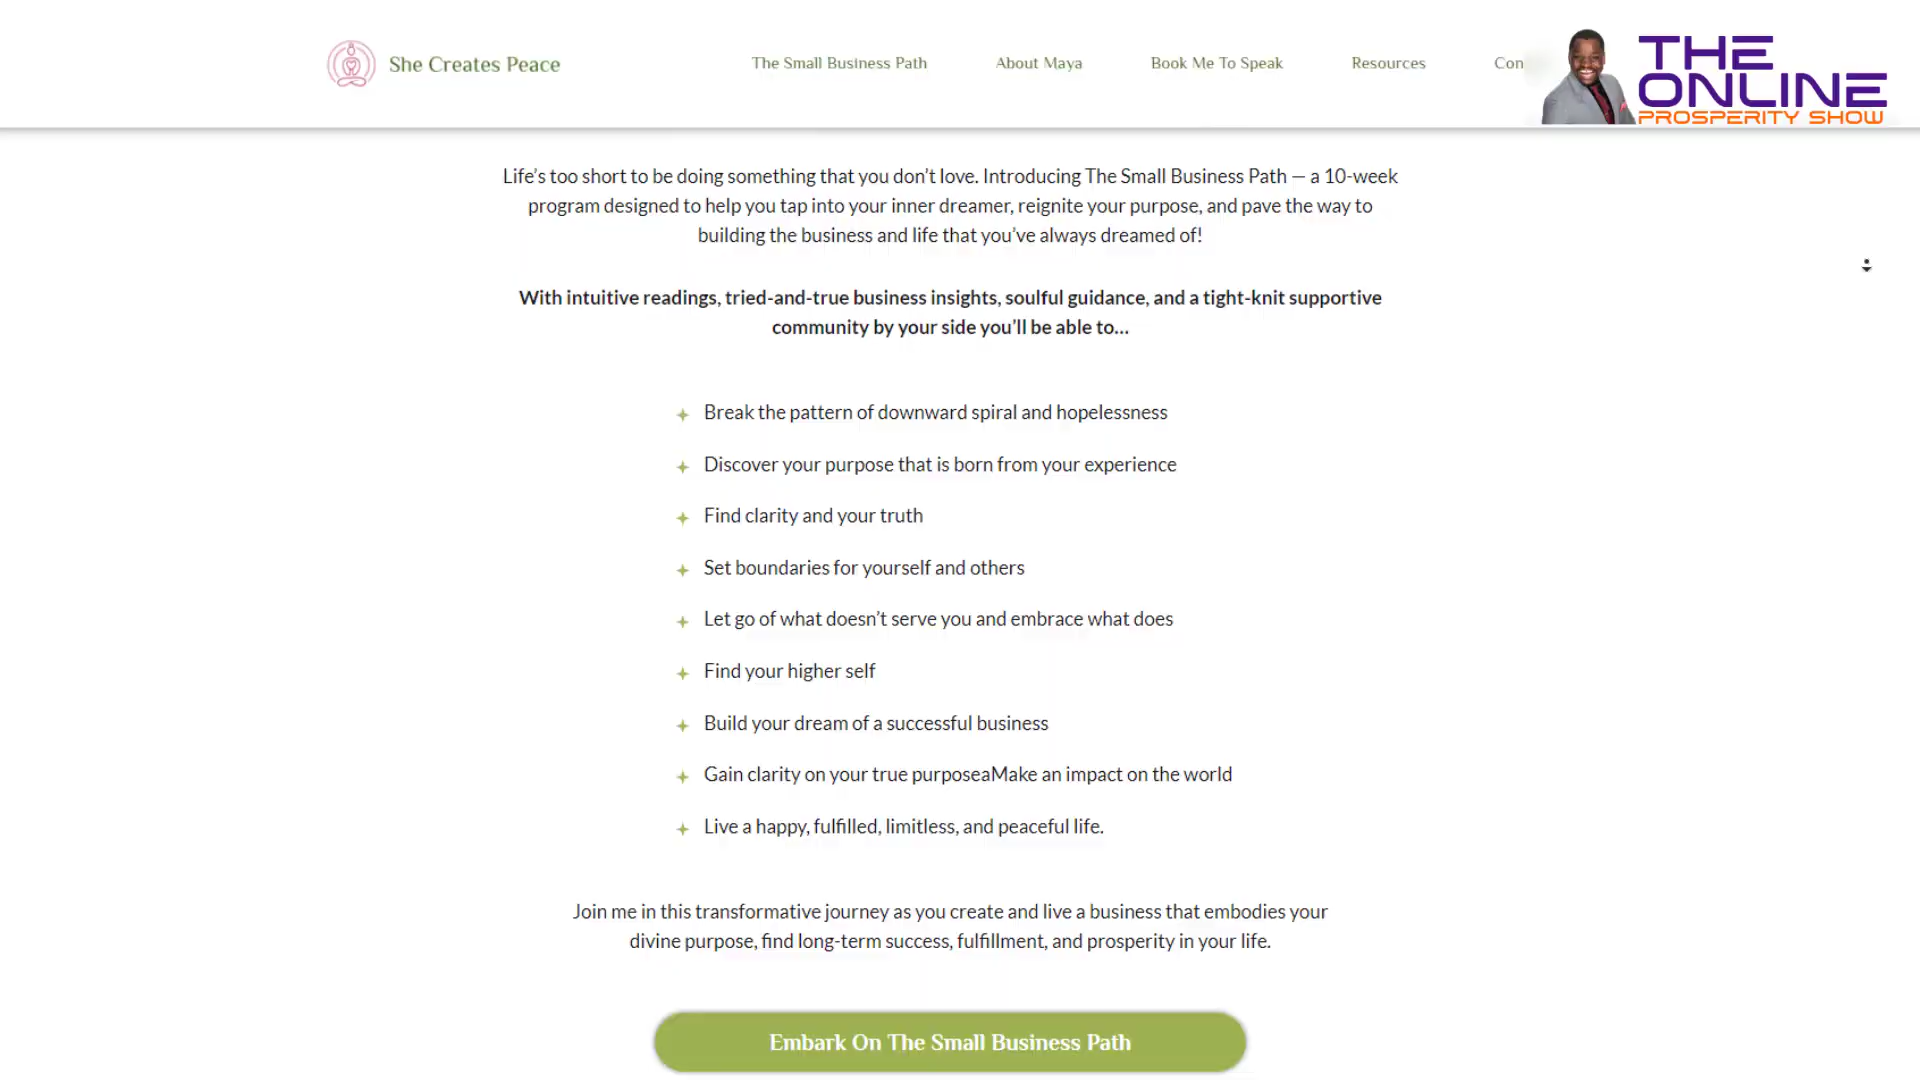 She Creates Peace
The Small Business Path
About Maya
Book Me To Speak
Resources
Con
THE
ONLINE
PROSPERITY SHOW
Life's too short to be doing something that you don't love. Introducing The Small Business Path — a 10-week
program designed to help you tap into your inner dreamer, reignite your purpose, and pave the way to
building the business and life that you've always dreamed of!
With intuitive readings, tried-and-true business insights, soulful guidance, and a tight-knit supportive
community by your side you'll be able to...
Break the pattern of downward spiral and hopelessness
Discover your purpose that is born from your experience
Find clarity and your truth
Set boundaries for yourself and others
Let go of what doesn't serve you and embrace what does
Find your higher self
Build your dream of a successful business
Gain clarity on your true purposeaMake an impact on the world
Live a happy, fulfilled, limitless, and peaceful life.
Join me in this transformative journey as you create and live a business that embodies your
divine purpose, find long-term success, fulfillment, and prosperity in your life.
Embark On The Small Business Path